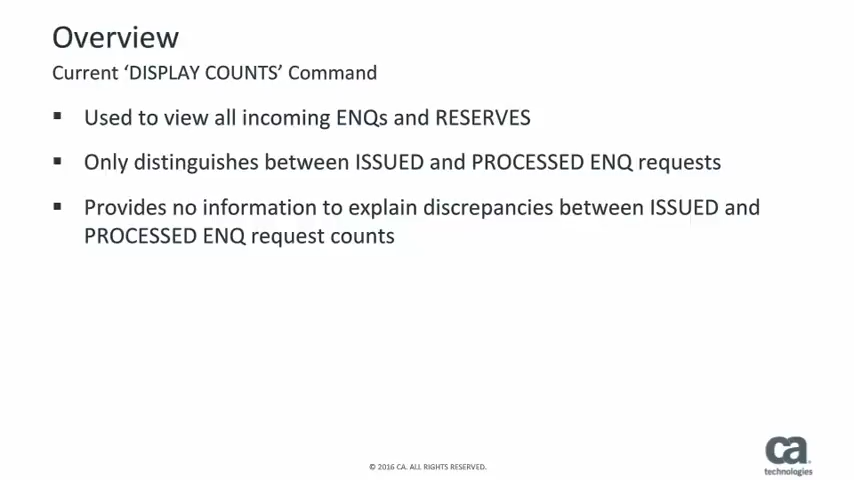 Overview
Current ‘DISPLAY COUNTS’ Command
▪ Used to view all incoming ENQs and RESERVES
▪ Only distinguishes between ISSUED and PROCESSED ENQ requests
▪ Provides no information to explain discrepancies between ISSUED and
PROCESSED ENQ request counts
© 2016 CA. ALL RIGHTS RESERVED.
ca
technologies